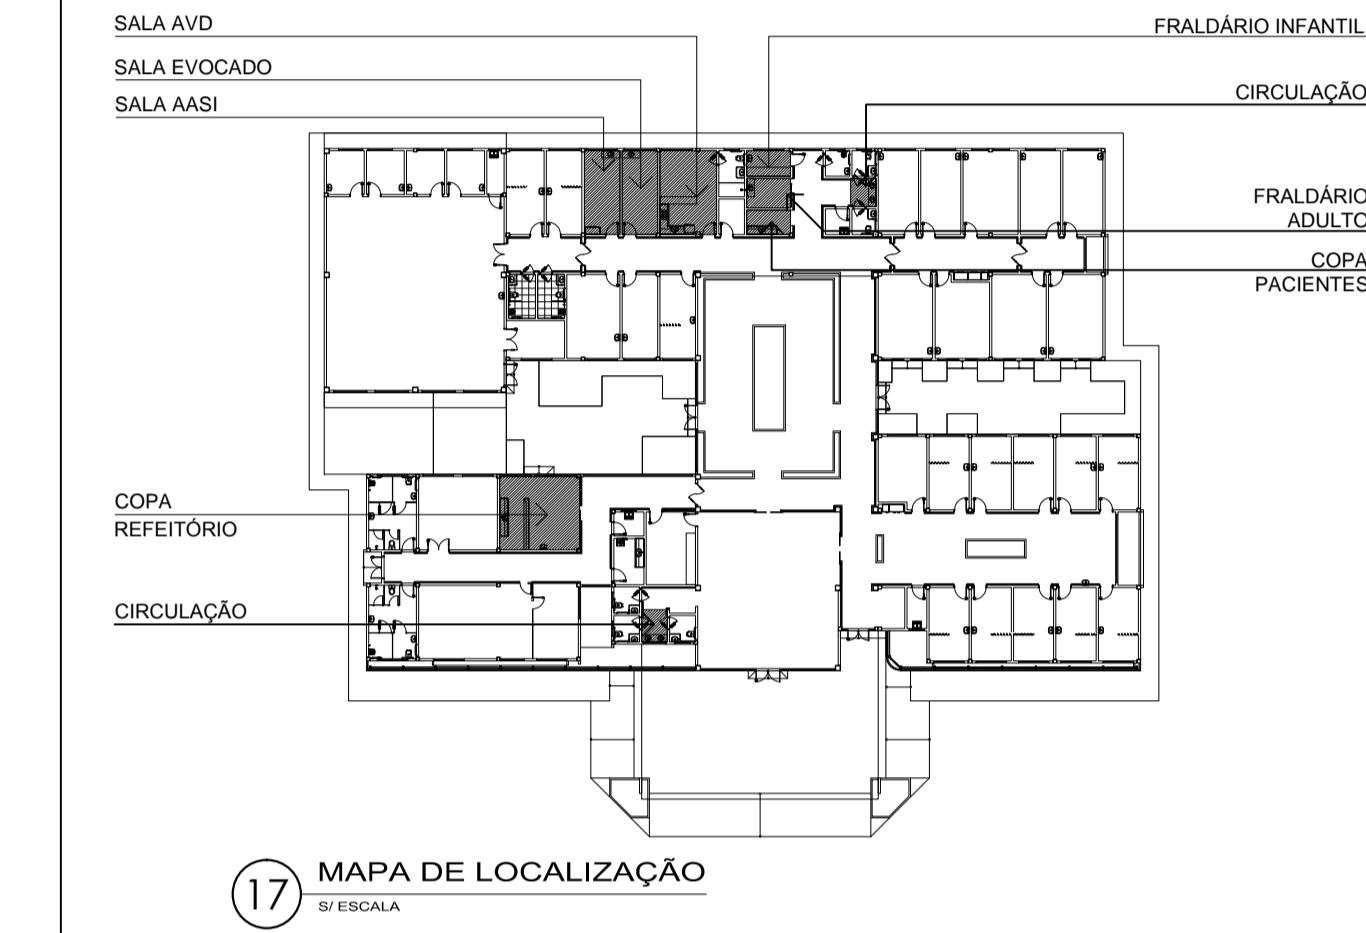 SALA AVD
SALA EVOCADO
SALA AASI
FRALDÁRIO INFANTIL
CIRCULAÇÃO
FRALDÁRIO
ADULTO
COPA
PACIENTES
COPA
REFEITÓRIO
CIRCULAÇÃO
17
MAPA DE LOCALIZAÇÃO
S/ ESCALA